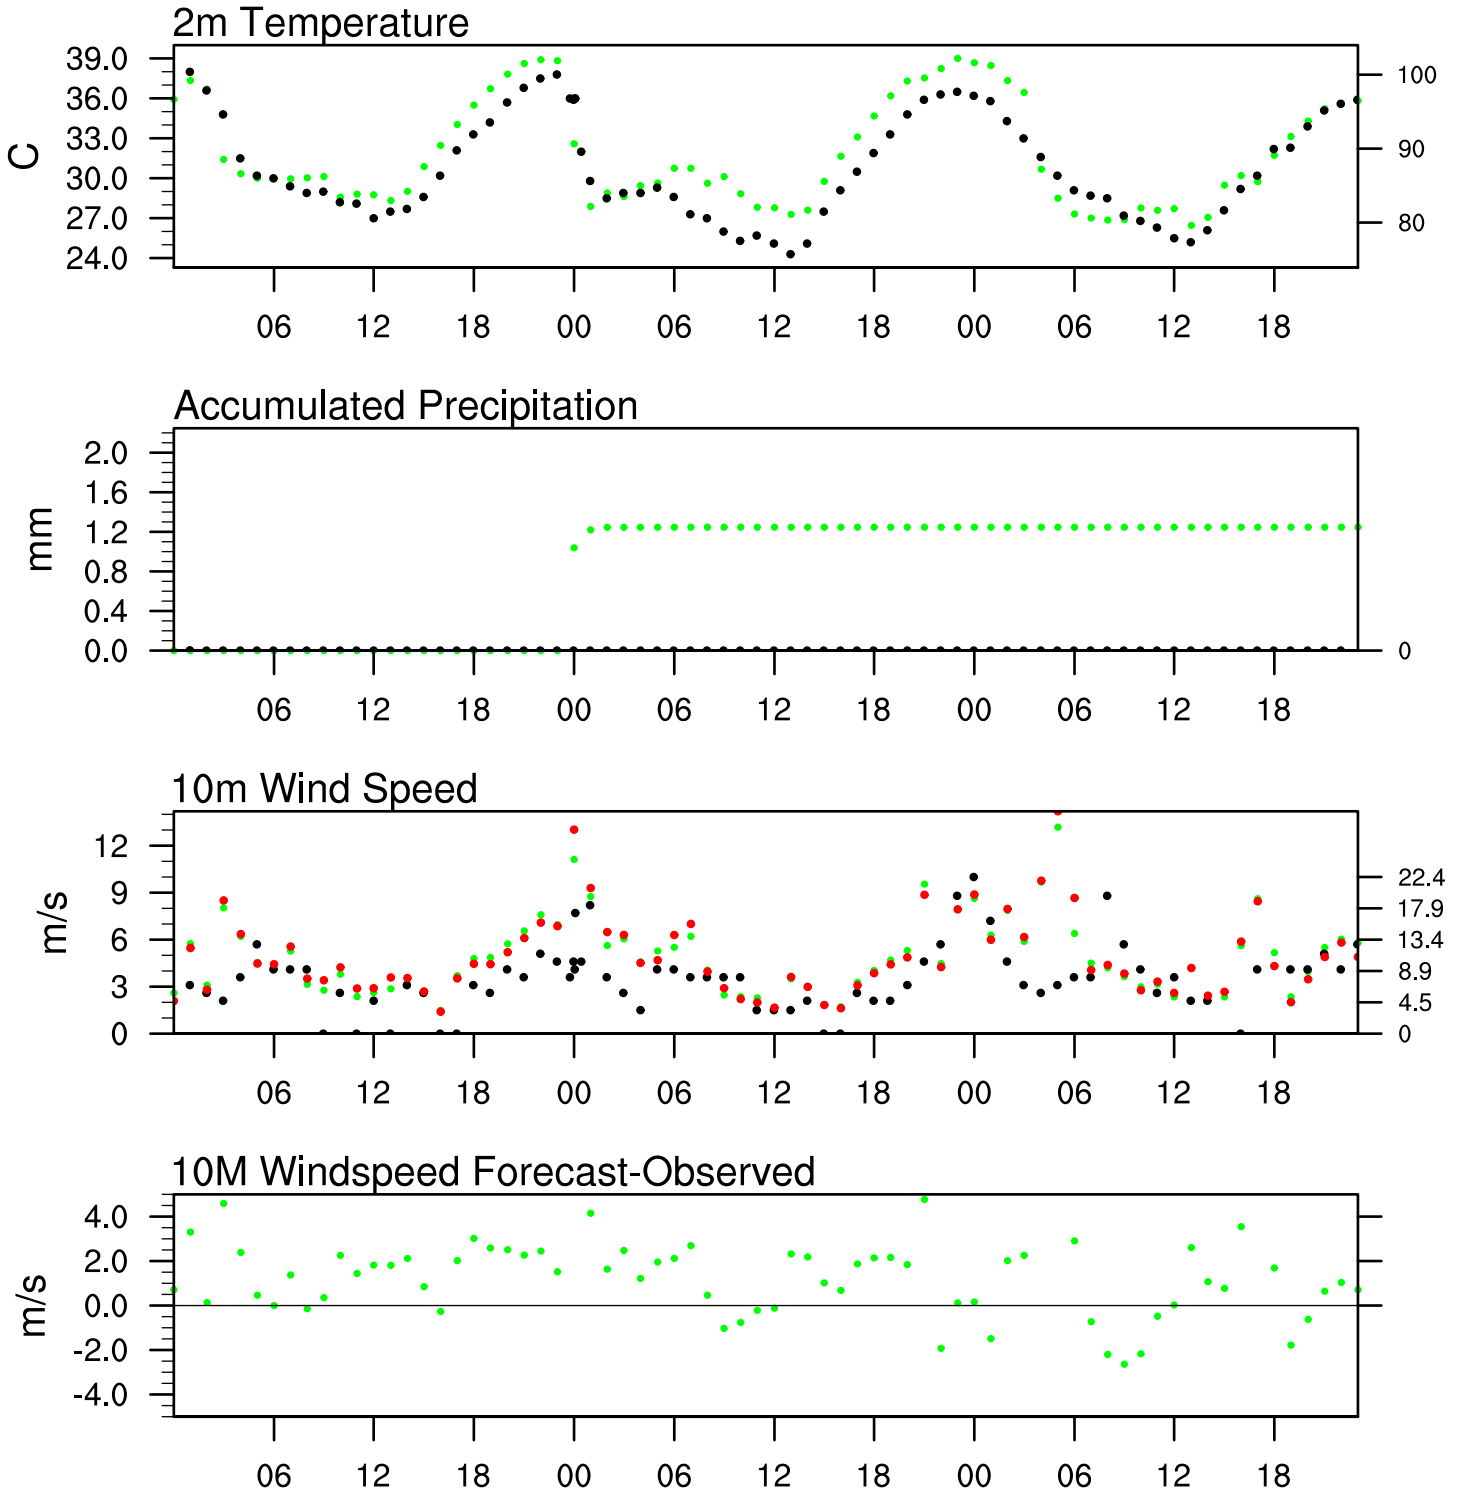 2m Temperature
39.0
36.0
33.0
30.0
27.0
24.0
C
100
90
80
06 12 18 00 06 12 18 00 06 12 18
Accumulated Precipitation
2.0
1.6
1.2
0.8
0.4
0.0
mm
0
06 12 18 00 06 12 18 00 06 12 18
10m Wind Speed
12
9
6
3
0
m/s
22.4
17.9
13.4
8.9
4.5
0
06 12 18 00 06 12 18 00 06 12 18
10M Windspeed Forecast-Observed
4.0
2.0
0.0
-2.0
-4.0
m/s
06 12 18 00 06 12 18 00 06 12 18